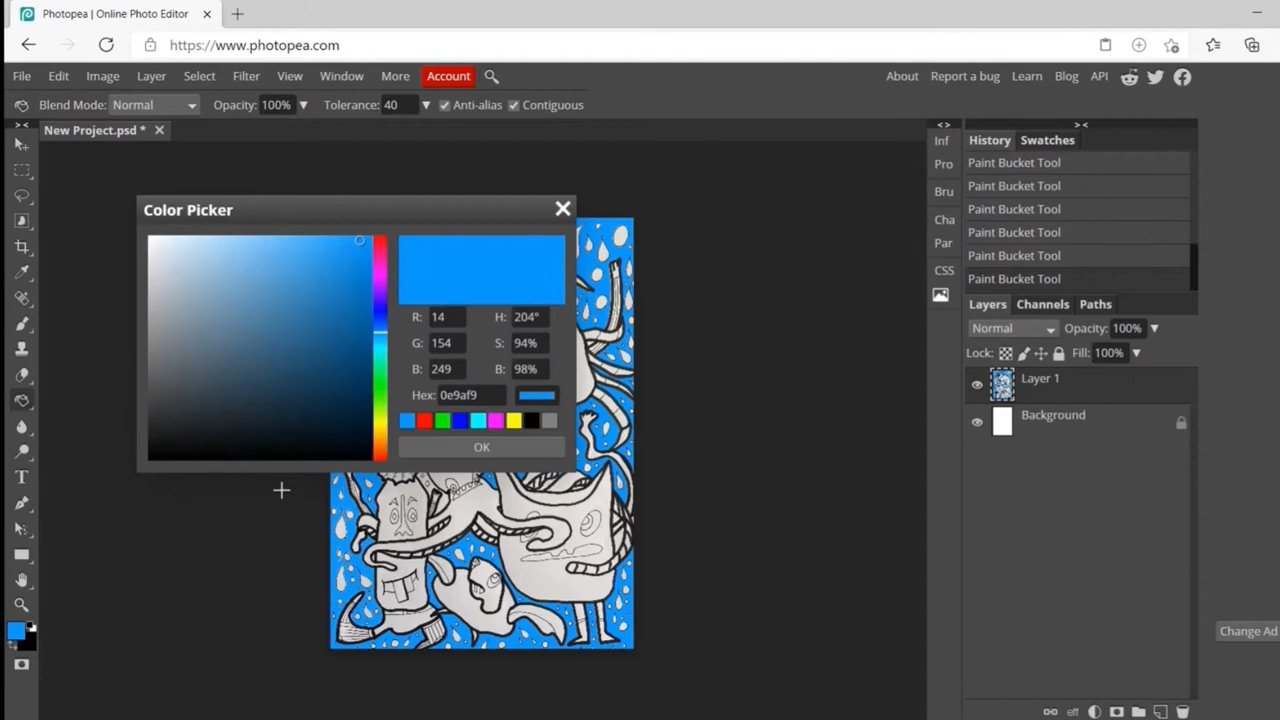 Photopea | Online Photo Editor
https://www.photopea.com
File Edit Image Layer Select Filter View Window More Account About Report a bug Learn Blog API
Blend Mode: Normal Opacity: 100% Tolerance: 40 Anti-alias Contiguous
New Project.psd *
Color Picker
R: 14 H: 204°
G: 154 S: 94%
B: 249 B: 98%
Hex: 0e9af9
OK
Inf
Pro
Bru
Cha
Par
CSS
History Swatches
Paint Bucket Tool
Paint Bucket Tool
Paint Bucket Tool
Paint Bucket Tool
Paint Bucket Tool
Paint Bucket Tool
Layers Channels Paths
Normal Opacity: 100%
Lock: Fill: 100%
Layer 1
Background
Change Ad
eff